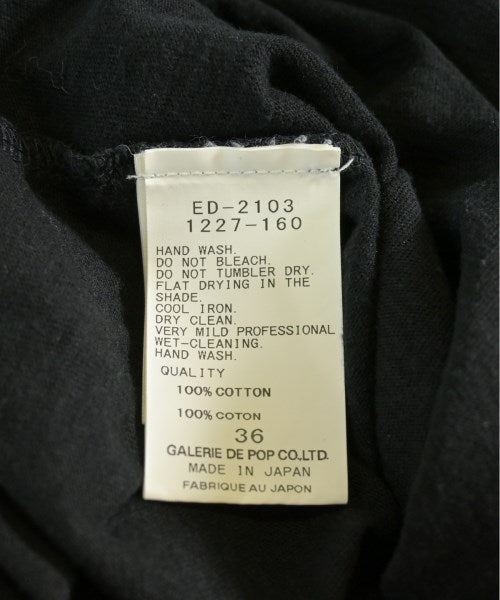 ED-2103
1227-160
HAND WASH.
DO NOT BLEACH.
DO NOT TUMBLER DRY.
FLAT DRYING IN THE
SHADE.
COOL IRON.
DRY CLEAN.
VERY MILD PROFESSIONAL
WET-CLEANING.
HAND WASH.
QUALITY
100% COTTON
100% COTON
36
GALERIE DE POP CO.,LTD.
MADE IN JAPAN
FABRIQUE AU JAPON